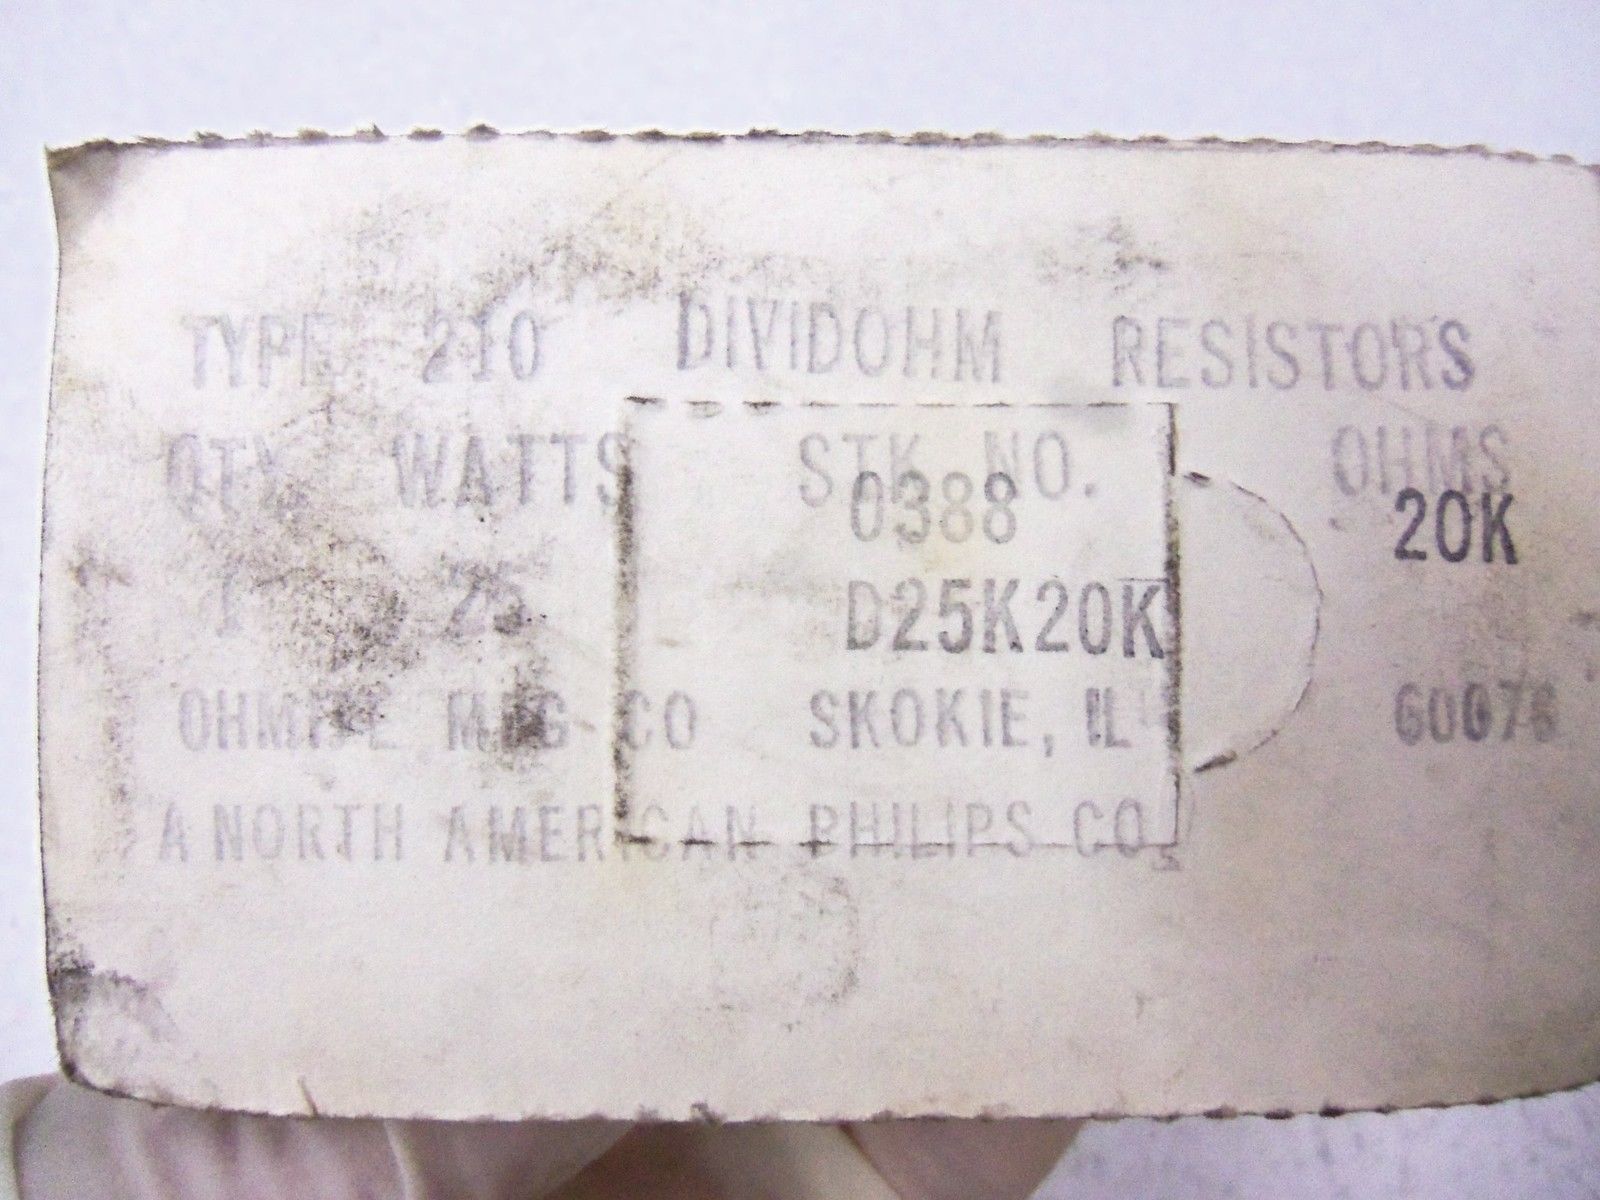 TYPE 210 DIVIDOHM RESISTORS
QTY WATTS STK NO. OHMS
0388 20K
1 25 D25K20K
OHMITE MFG CO SKOKIE, IL 60076
A NORTH AMERICAN PHILIPS CO.